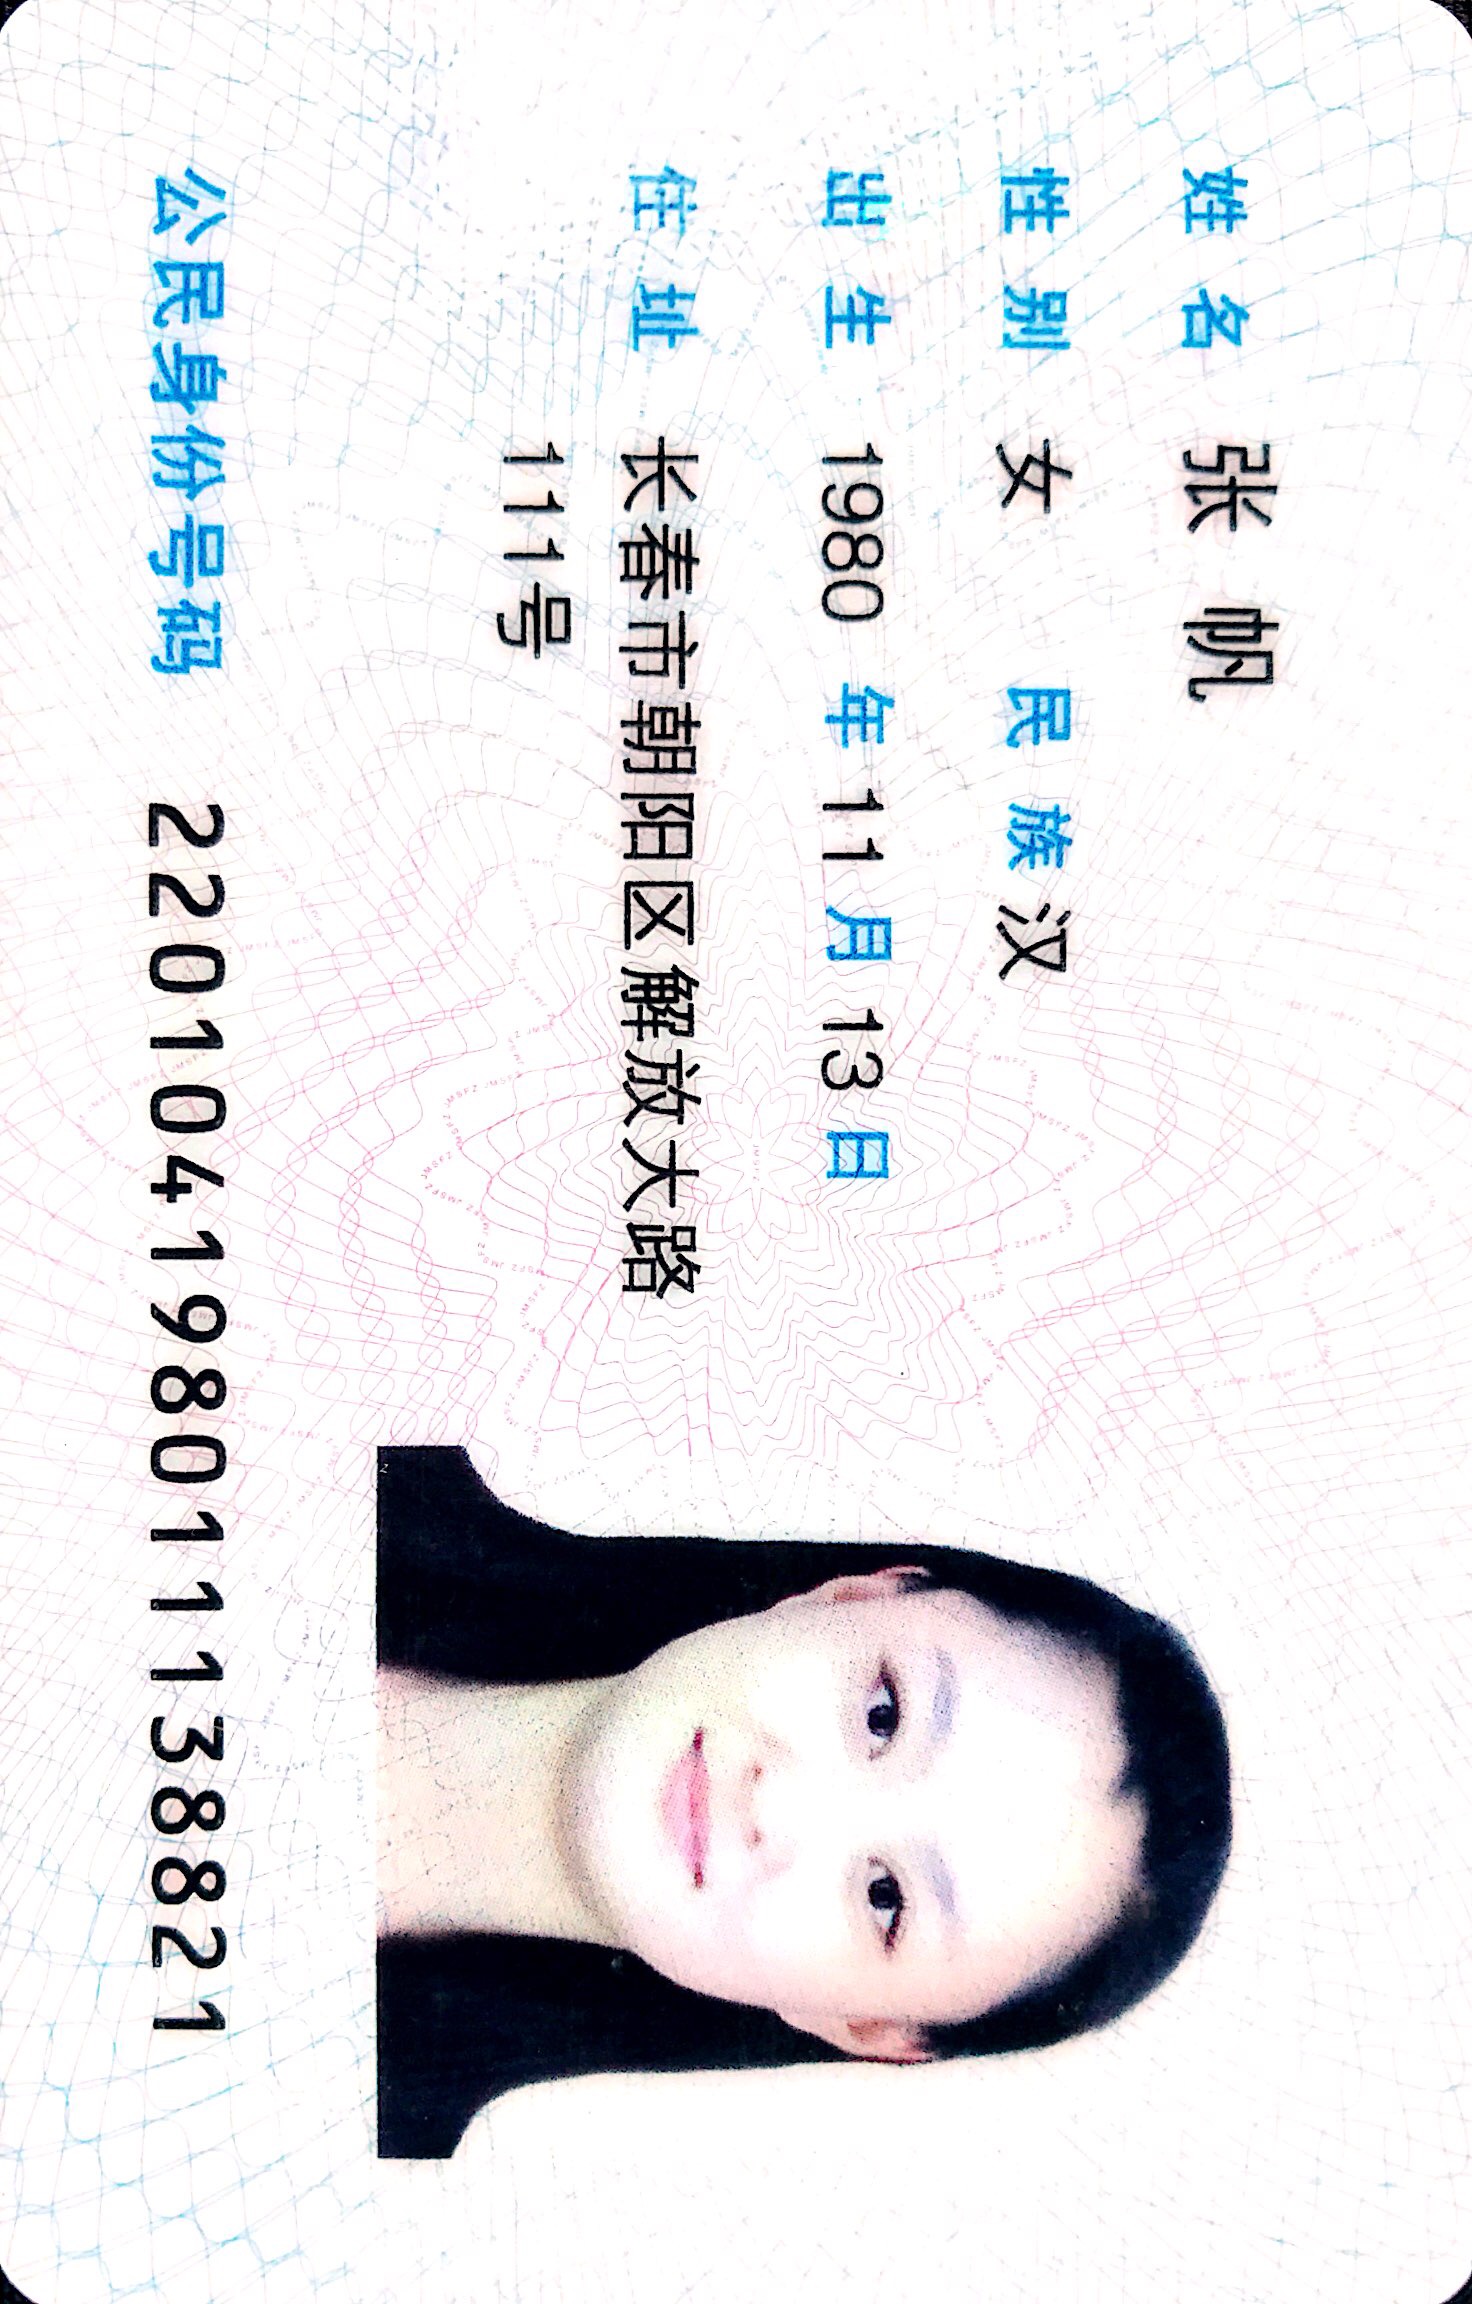 姓名 张帆
性别 女 民族 汉
出生 1980 年 11 月 13 日
住址 长春市朝阳区解放大路
111号
公民身份号码 220104198011138821